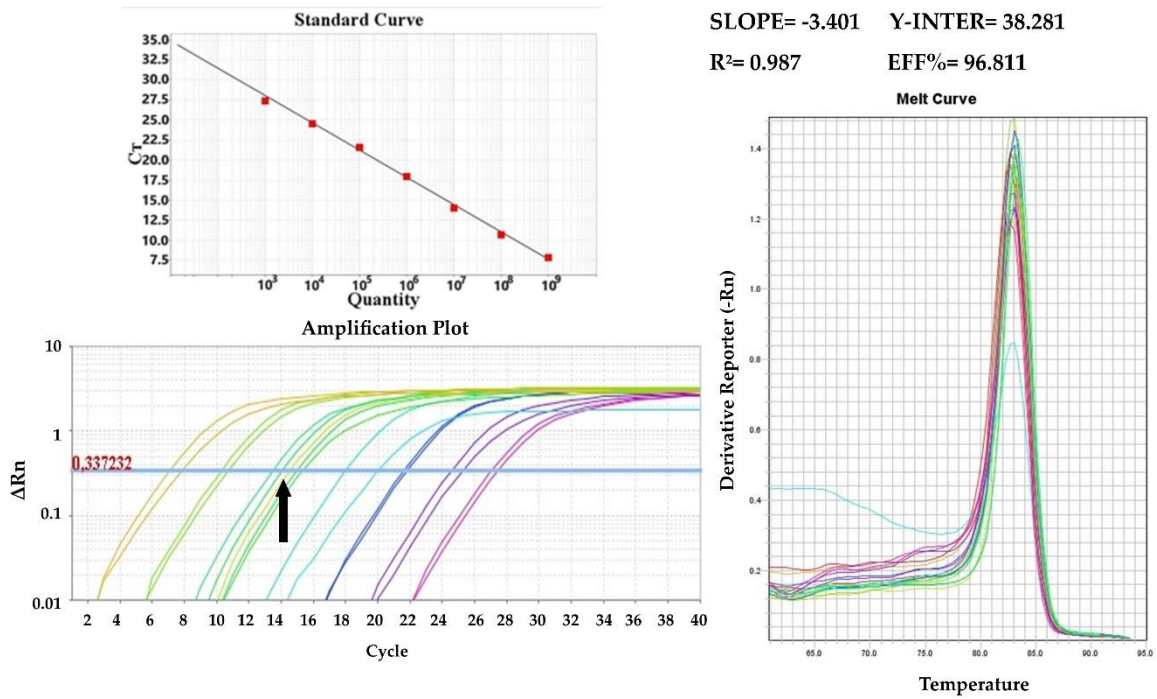 Standard Curve
35.0
32.5
30.0
27.5
25.0
22.5
20.0
17.5
15.0
12.5
10.0
7.5
CT
10³ 10⁴ 10⁵ 10⁶ 10⁷ 10⁸ 10⁹
Quantity
SLOPE= -3.401 Y-INTER= 38.281
R²= 0.987 EFF%= 96.811
Amplification Plot
10
1
0,337232
0.1
0.01
ΔRn
2 4 6 8 10 12 14 16 18 20 22 24 26 28 30 32 34 36 38 40
Cycle
Melt Curve
1.4
1.2
1.0
0.8
0.6
0.4
0.2
Derivative Reporter (-Rn)
65.0 70.0 75.0 80.0 85.0 90.0 95.0
Temperature